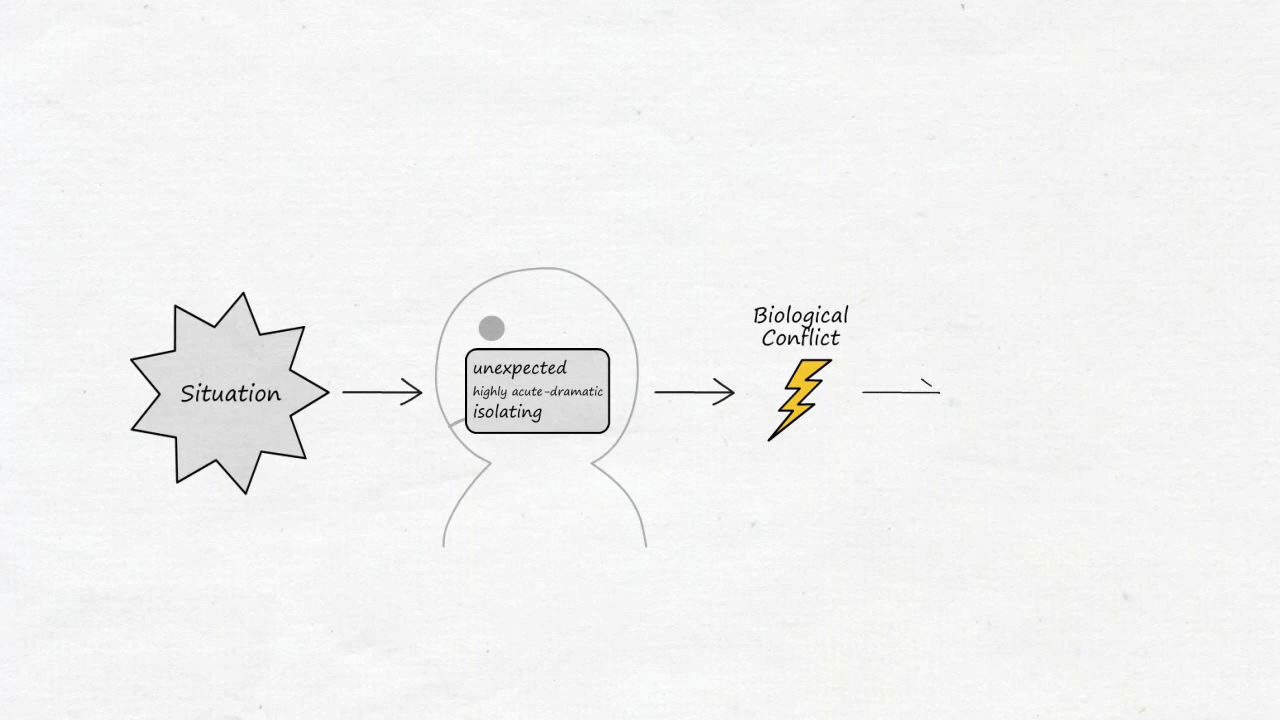 Situation
unexpected
highly acute-dramatic
isolating
Biological
Conflict